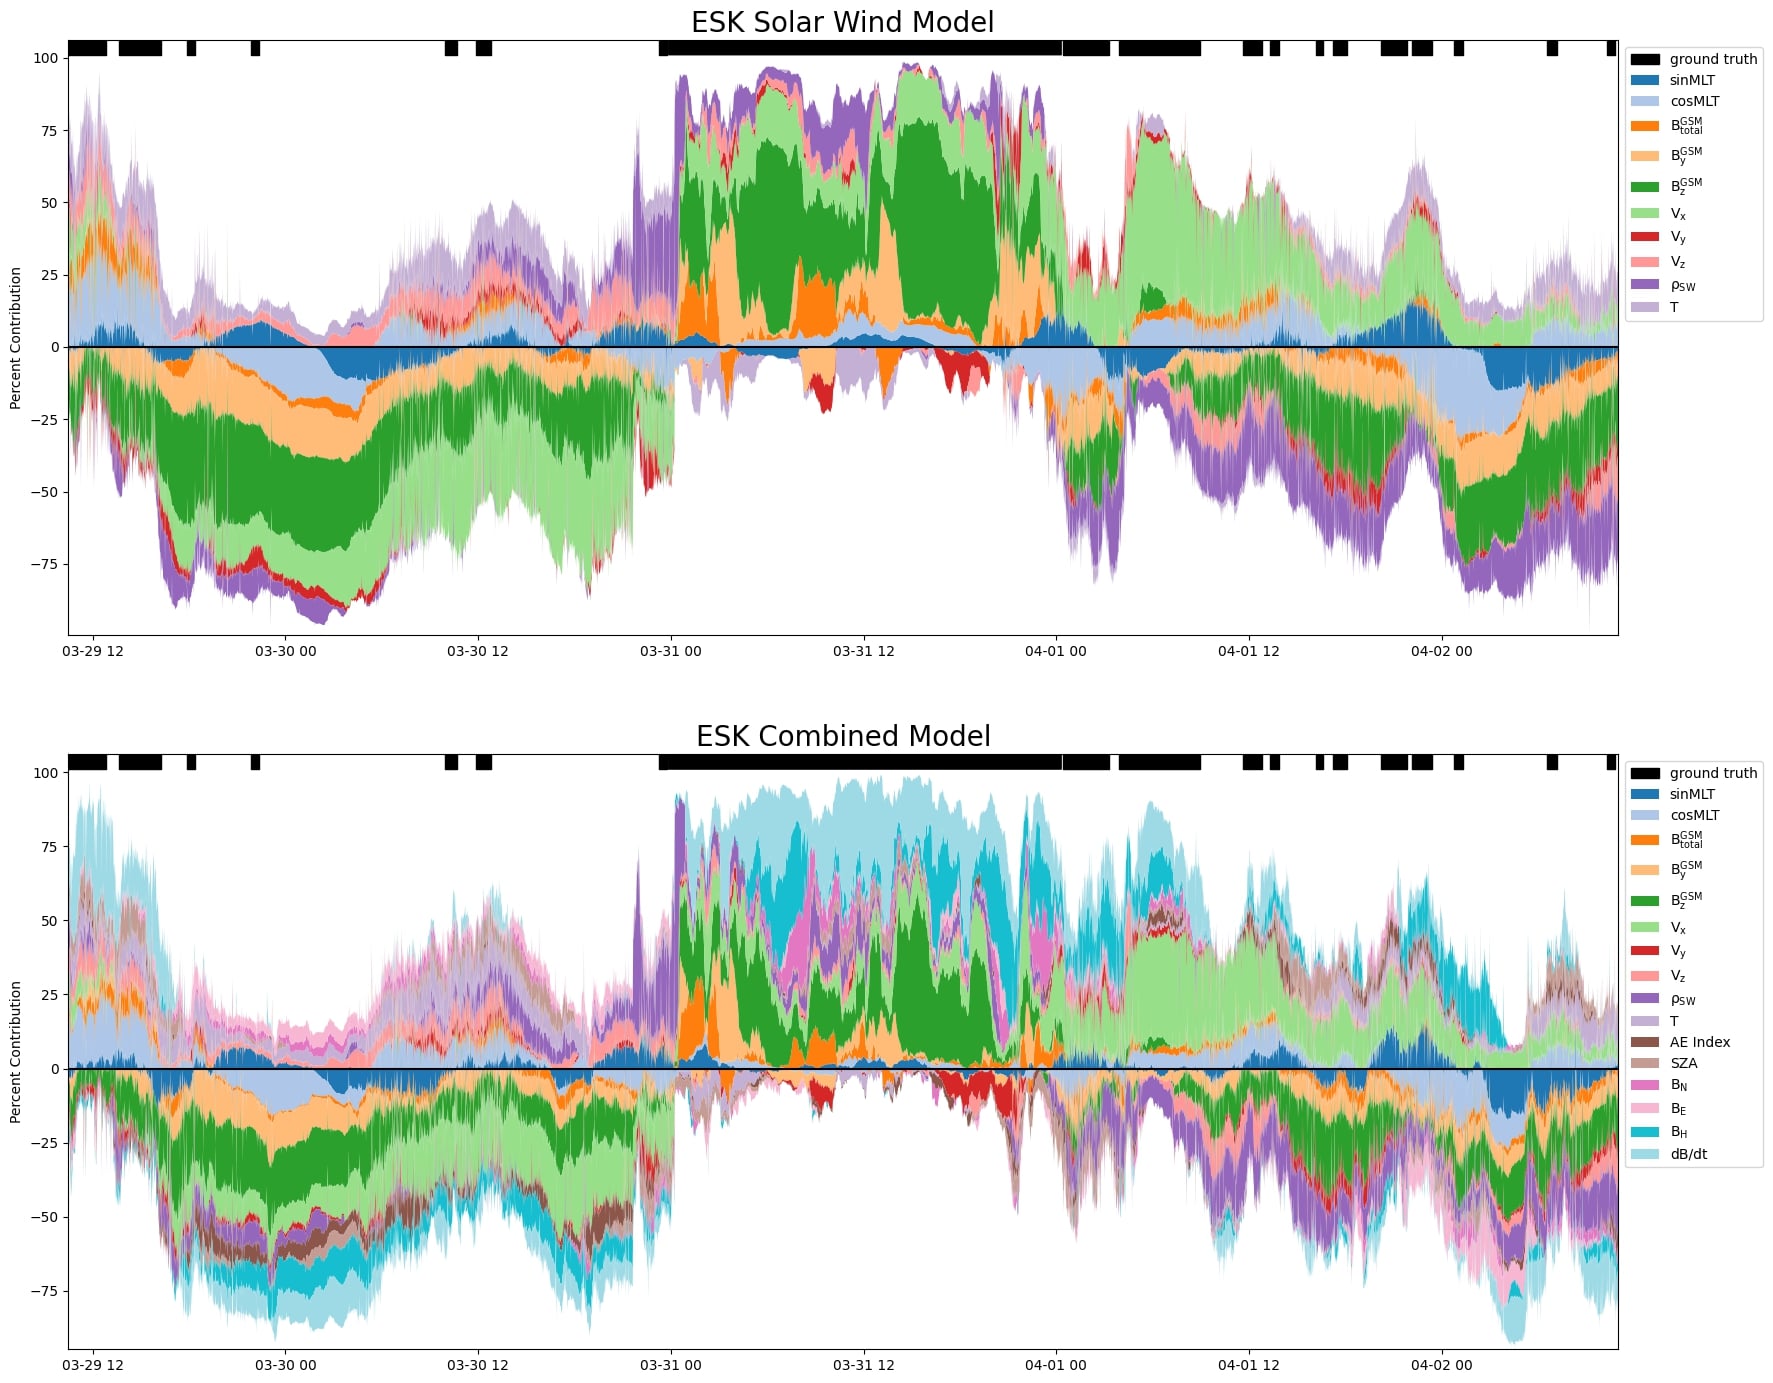 ESK Solar Wind Model
Percent Contribution
100
75
50
25
0
−25
−50
−75
03-29 12
03-30 00
03-30 12
03-31 00
03-31 12
04-01 00
04-01 12
04-02 00
ground truth
sinMLT
cosMLT
B_total^GSM
B_y^GSM
B_z^GSM
V_x
V_y
V_z
ρ_SW
T
ESK Combined Model
Percent Contribution
100
75
50
25
0
−25
−50
−75
03-29 12
03-30 00
03-30 12
03-31 00
03-31 12
04-01 00
04-01 12
04-02 00
ground truth
sinMLT
cosMLT
B_total^GSM
B_y^GSM
B_z^GSM
V_x
V_y
V_z
ρ_SW
T
AE Index
SZA
B_N
B_E
B_H
dB/dt